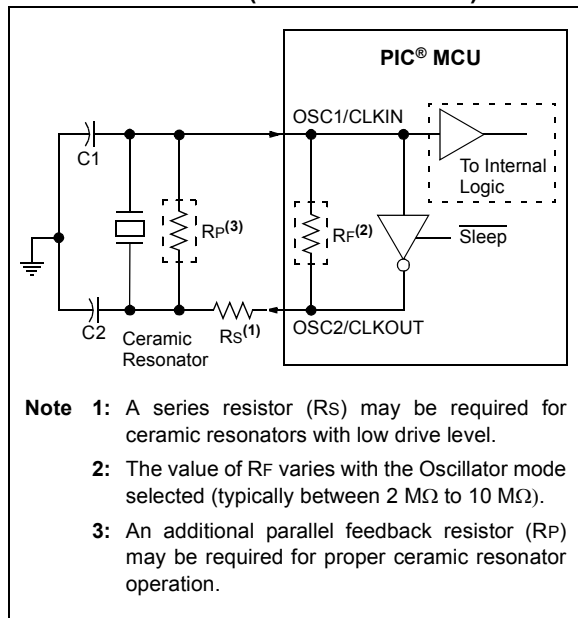 PIC® MCU
OSC1/CLKIN
C1
To Internal
Logic
RP(3)
RF(2)
Sleep
C2
Ceramic
Resonator
RS(1)
OSC2/CLKOUT
Note 1: A series resistor (RS) may be required for
ceramic resonators with low drive level.
2: The value of RF varies with the Oscillator mode
selected (typically between 2 MΩ to 10 MΩ).
3: An additional parallel feedback resistor (RP)
may be required for proper ceramic resonator
operation.